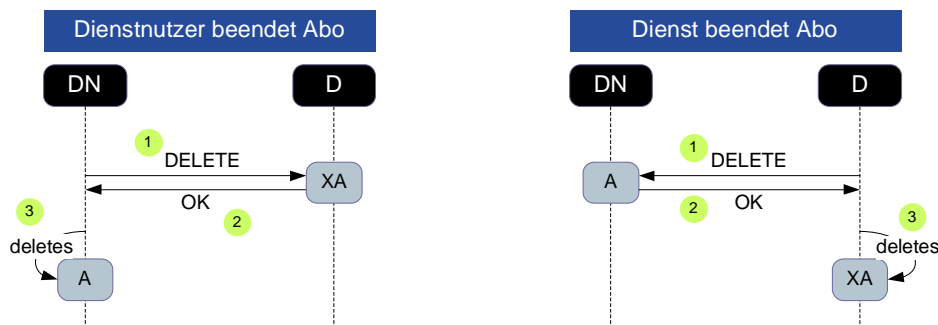 Dienstnutzer beendet Abo
DN
D
1
DELETE
XA
OK
2
3
deletes
A
Dienst beendet Abo
DN
D
1
DELETE
A
2
OK
3
deletes
XA